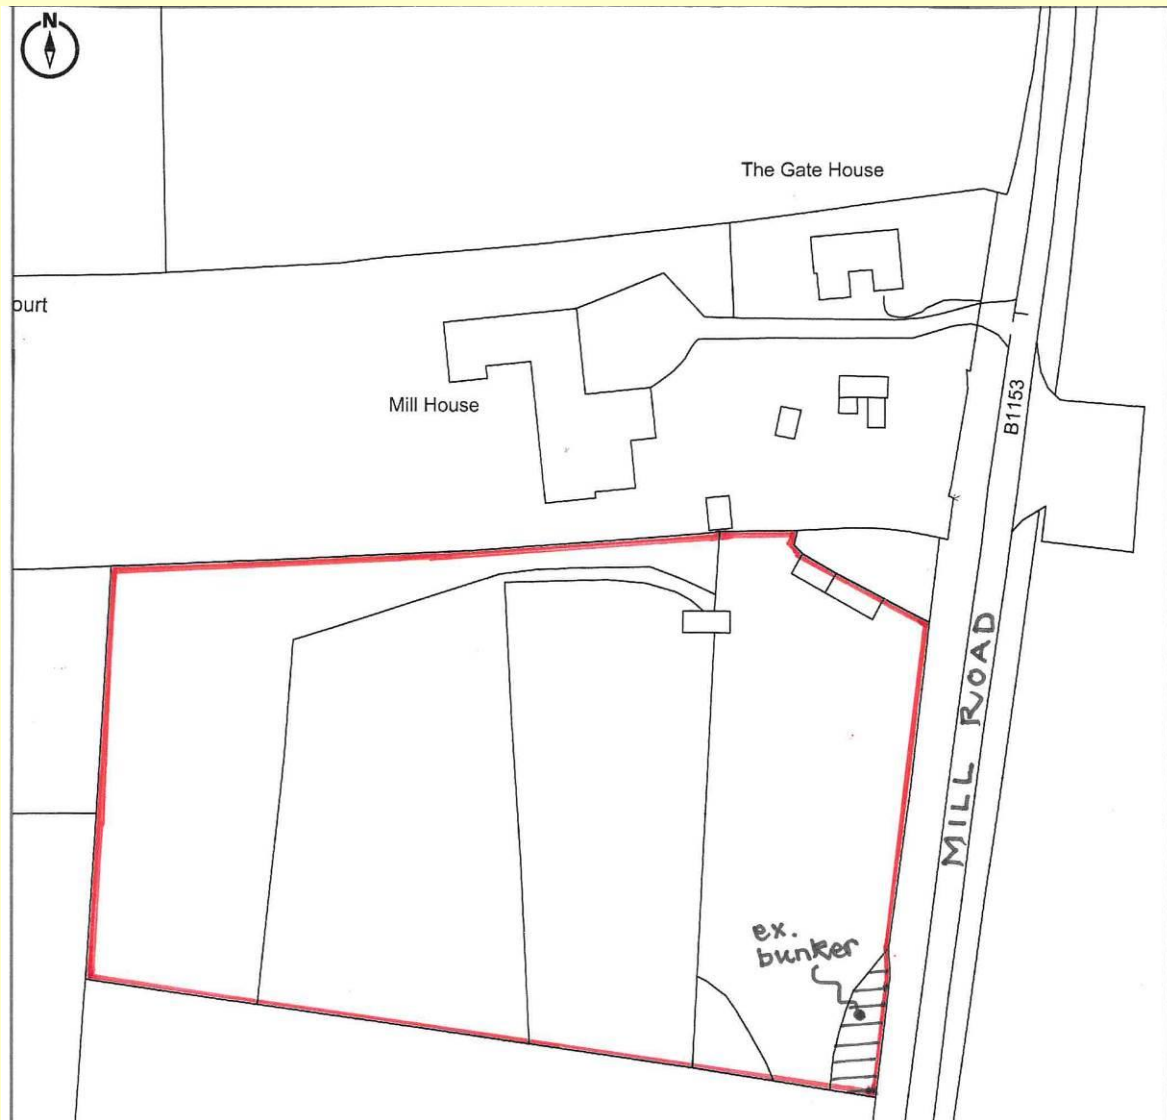 N
The Gate House
ourt
Mill House
B1153
MILL ROAD
ex.
bunker